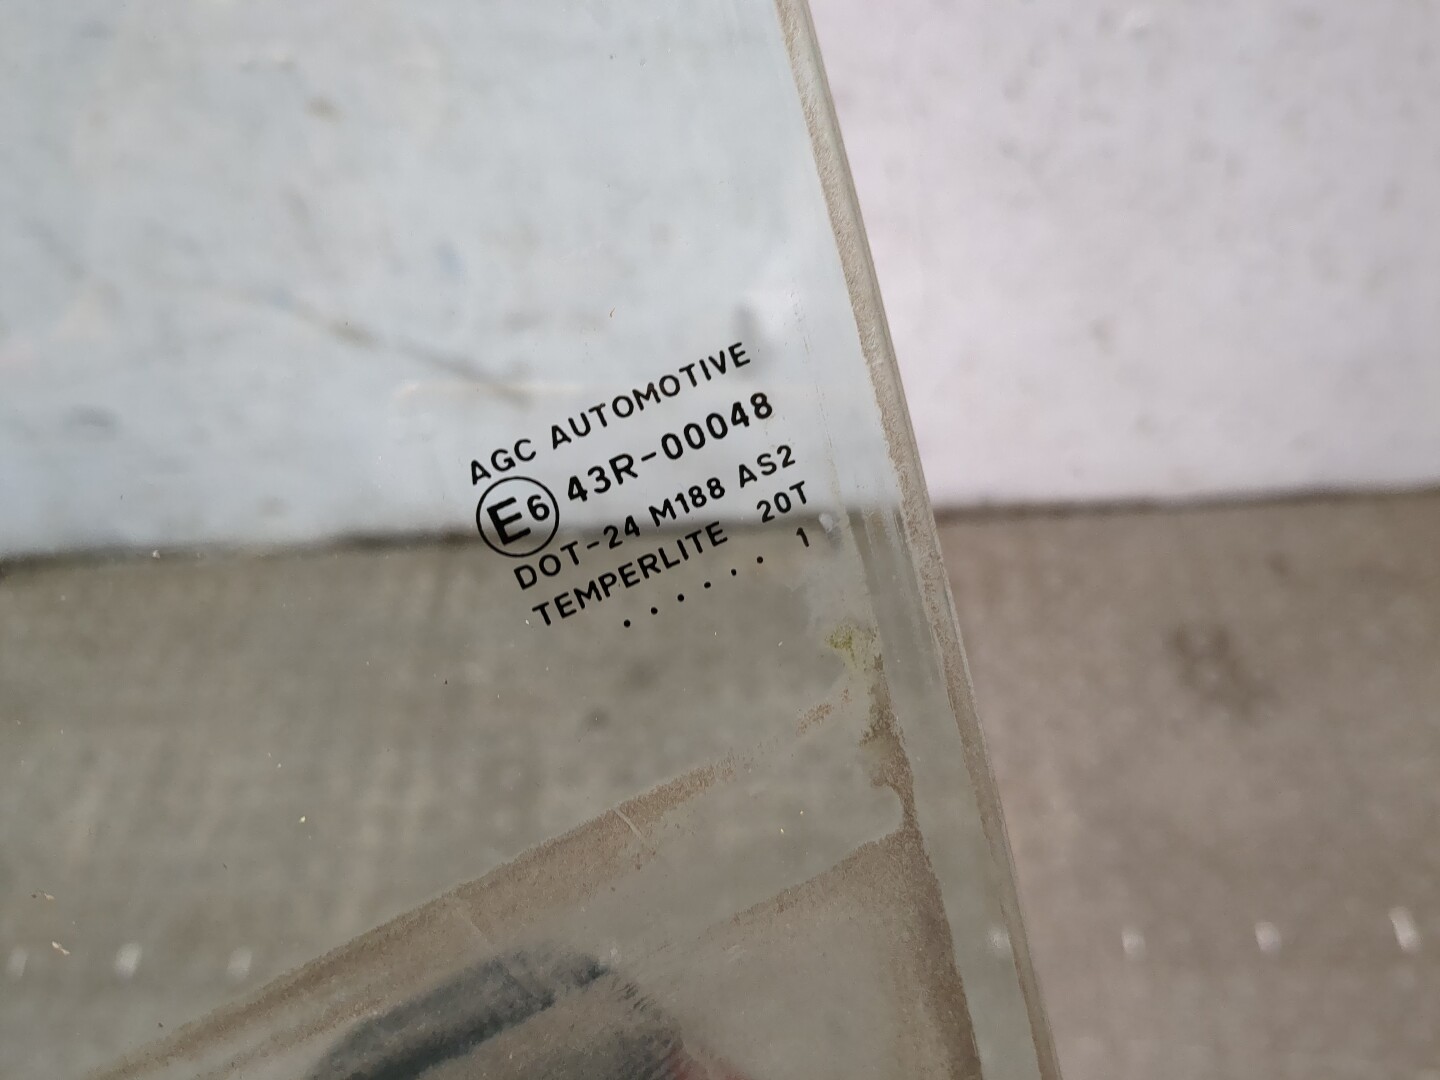 AGC AUTOMOTIVE
E6 43R-00048
DOT-24 M188 AS2
TEMPERLITE 20T
. . . . . . 1